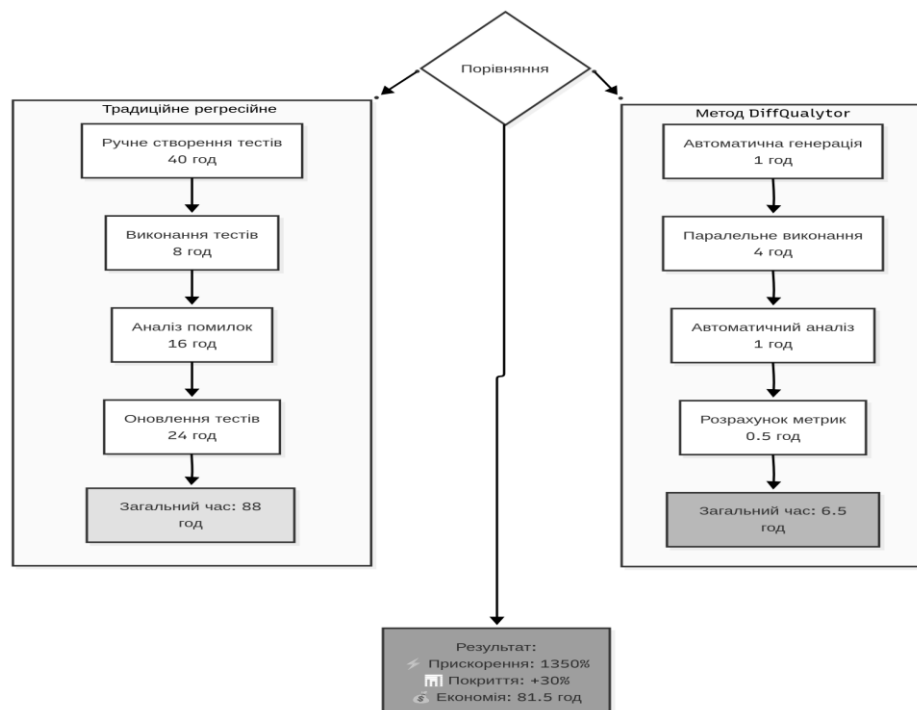 Порівняння
Традиційне регресійне
Ручне створення тестів
40 год
Виконання тестів
8 год
Аналіз помилок
16 год
Оновлення тестів
24 год
Загальний час: 88
год
Метод DiffQualytor
Автоматична генерація
1 год
Паралельне виконання
4 год
Автоматичний аналіз
1 год
Розрахунок метрик
0.5 год
Загальний час: 6.5
год
Результат:
⚡ Прискорення: 1350%
📊 Покриття: +30%
💰 Економія: 81.5 год